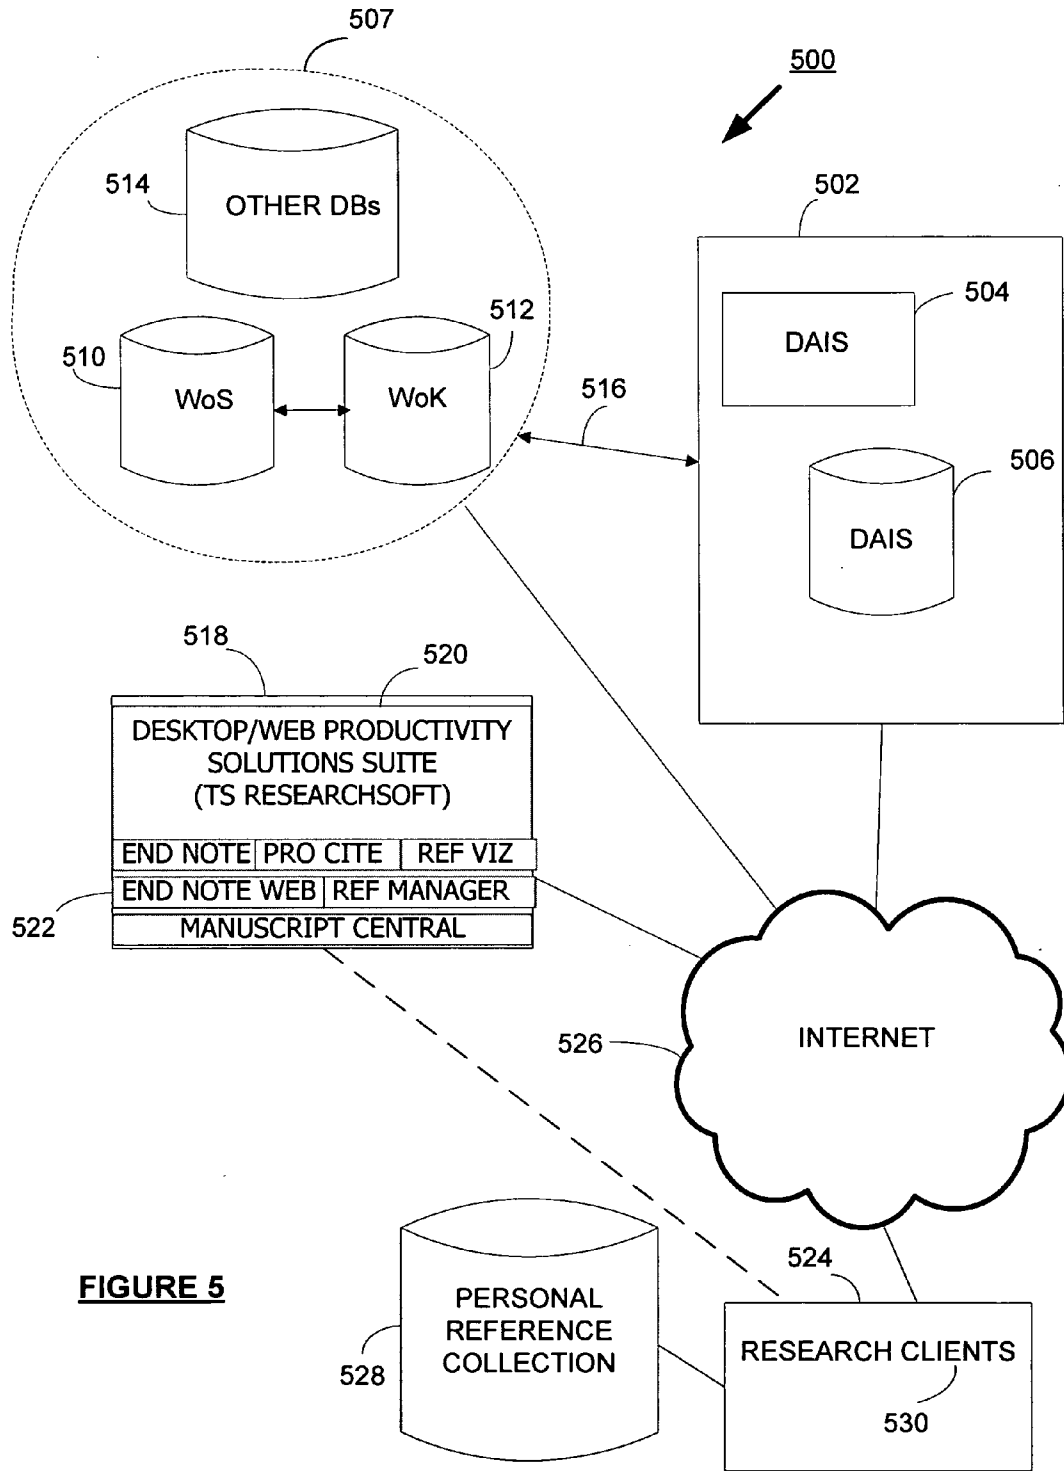 507
500
514
OTHER DBs
502
504
DAIS
512
510
WoS
WoK
516
506
DAIS
518
520
DESKTOP/WEB PRODUCTIVITY
SOLUTIONS SUITE
(TS RESEARCHSOFT)
END NOTE PRO CITE REF VIZ
END NOTE WEB REF MANAGER
522
MANUSCRIPT CENTRAL
INTERNET
526
524
FIGURE 5
PERSONAL
REFERENCE
COLLECTION
528
RESEARCH CLIENTS
530